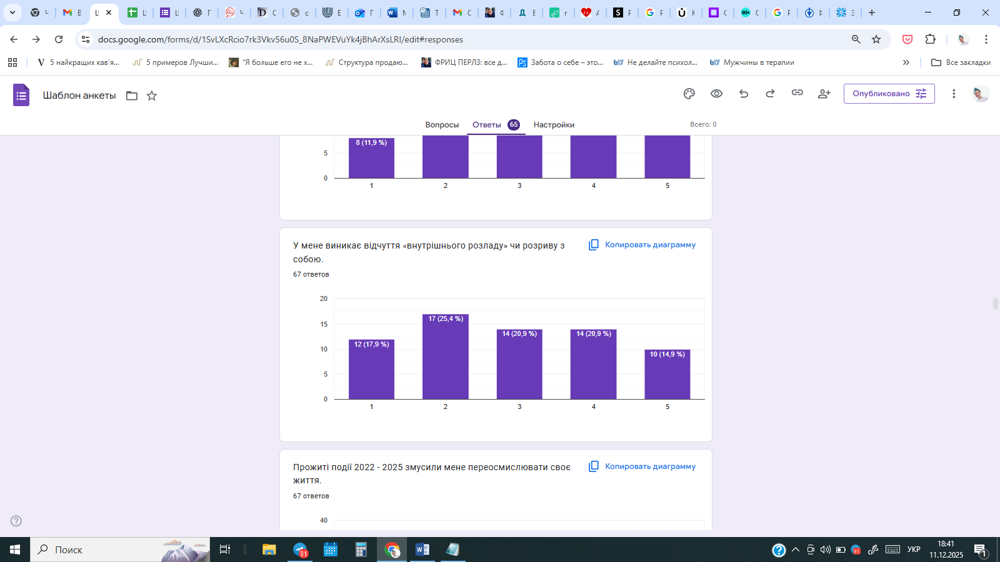 docs.google.com/forms/d/1SvLXcRcio7rk3Vkv56u0S_8NaPWEVuYk4jBhArXsLRI/edit#responses
5 найкращих кав'я...
5 примеров Лучши...
"Я больше его не х...
Структура продаю...
ФРИЦ ПЕРЛЗ: все д...
Забота о себе – это...
Не делайте психол...
Мужчины в терапии
Все закладки
Шаблон анкеты
Опубликовано
Вопросы
Ответы 65
Настройки
Всего: 0
8 (11,9 %)
5
0
1 2 3 4 5
У мене виникає відчуття «внутрішнього розладу» чи розриву з
собою.
Копировать диаграмму
67 ответов
20
15
10
5
0
12 (17,9 %)
17 (25,4 %)
14 (20,9 %)
14 (20,9 %)
10 (14,9 %)
1 2 3 4 5
Прожиті події 2022 - 2025 змусили мене переосмислювати своє
життя.
Копировать диаграмму
67 ответов
40
Поиск
91
91
УКР
18:41
11.12.2025
1